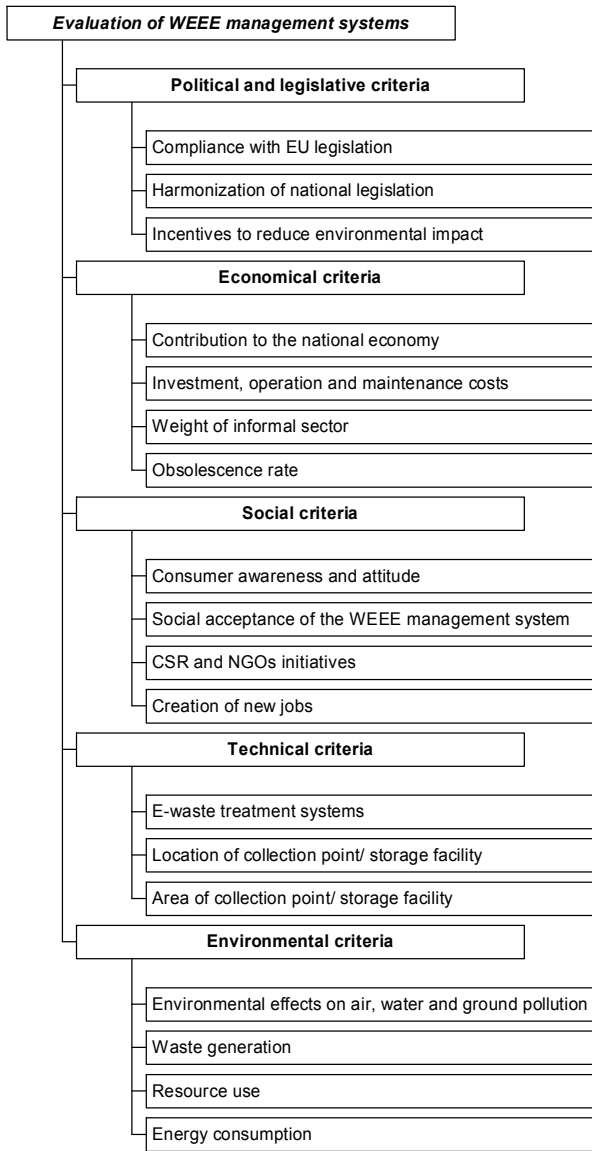 Evaluation of WEEE management systems
Political and legislative criteria
Compliance with EU legislation
Harmonization of national legislation
Incentives to reduce environmental impact
Economical criteria
Contribution to the national economy
Investment, operation and maintenance costs
Weight of informal sector
Obsolescence rate
Social criteria
Consumer awareness and attitude
Social acceptance of the WEEE management system
CSR and NGOs initiatives
Creation of new jobs
Technical criteria
E-waste treatment systems
Location of collection point/ storage facility
Area of collection point/ storage facility
Environmental criteria
Environmental effects on air, water and ground pollution
Waste generation
Resource use
Energy consumption